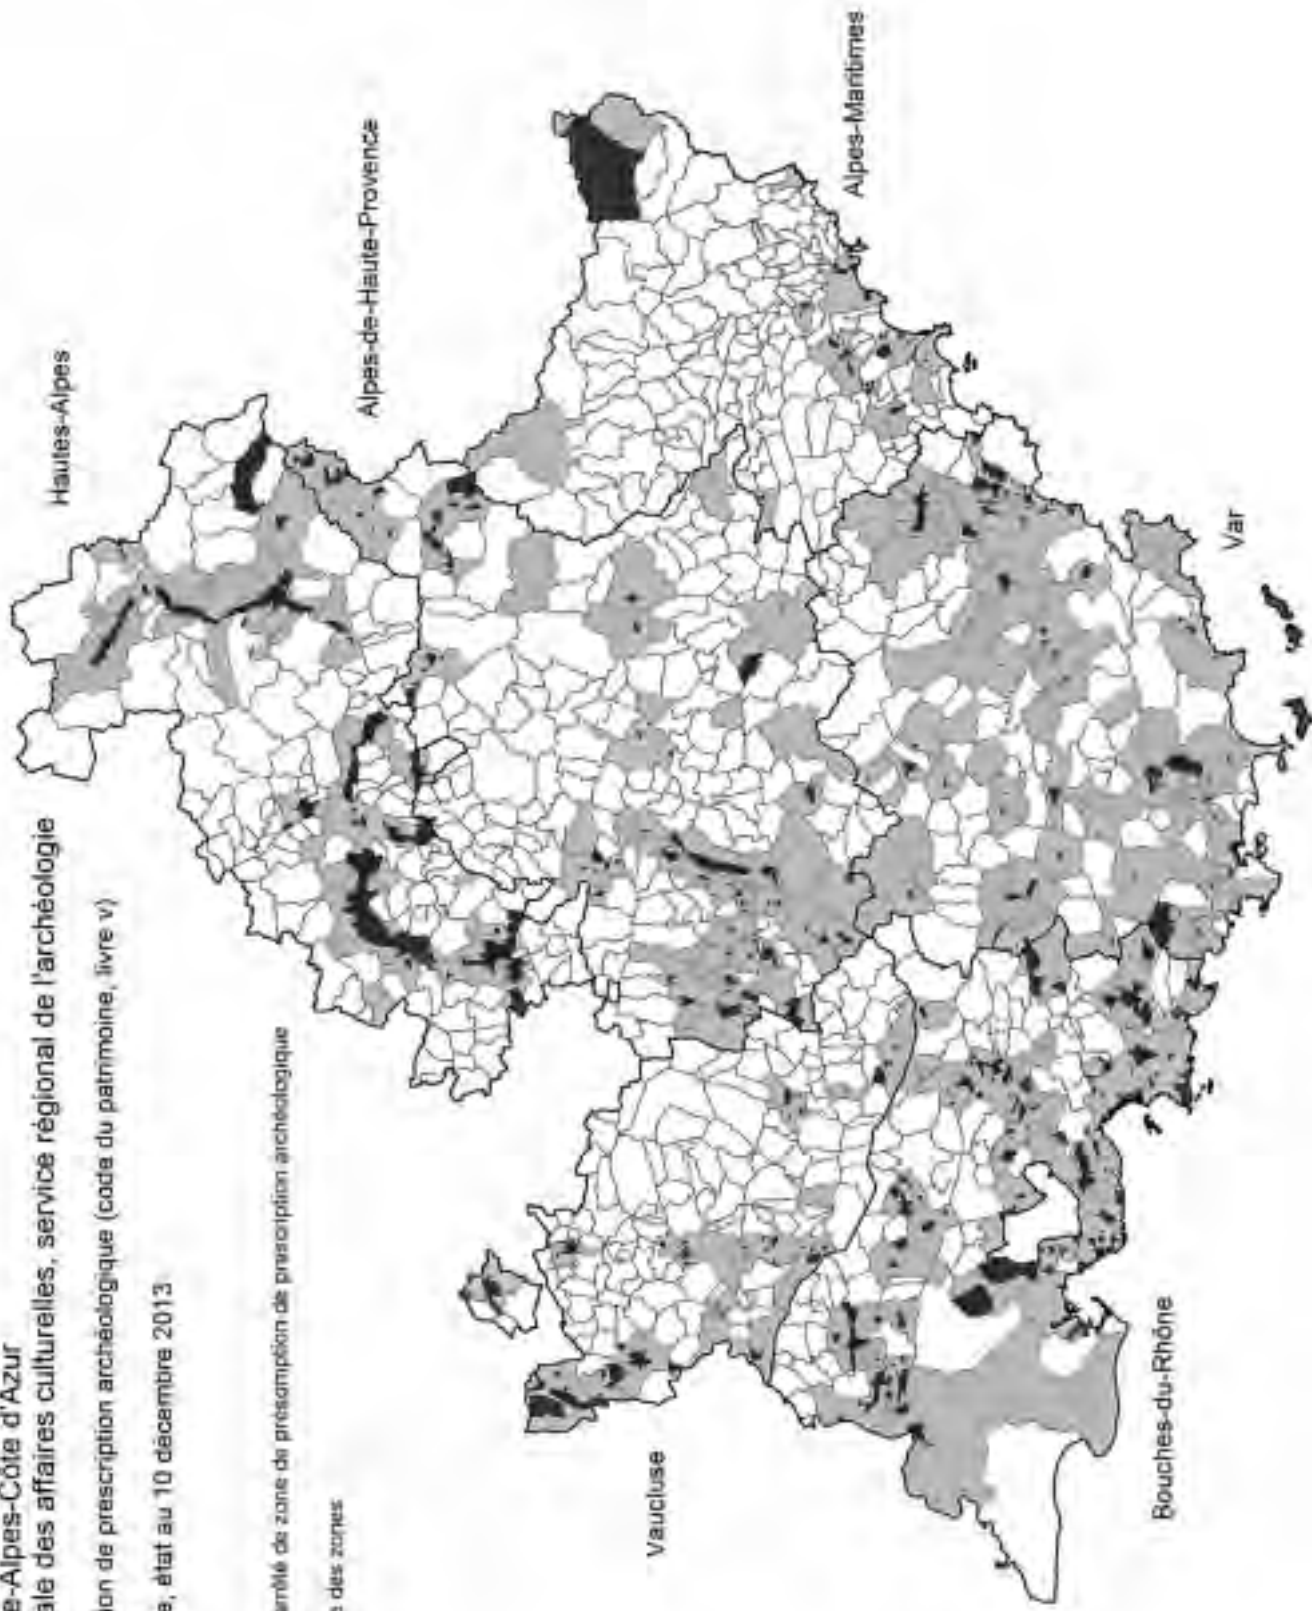 e-Alpes-Côte d'Azur
ale des affaires culturelles, service régional de l'archéologie
ion de prescription archéologique (code du patrimoine, livre v)
e, état au 10 décembre 2013
arrêté de zone de présomption de prescription archéologique
e des zones
Hautes-Alpes
Alpes-de-Haute-Provence
Alpes-Maritimes
Vaucluse
Bouches-du-Rhône
Var